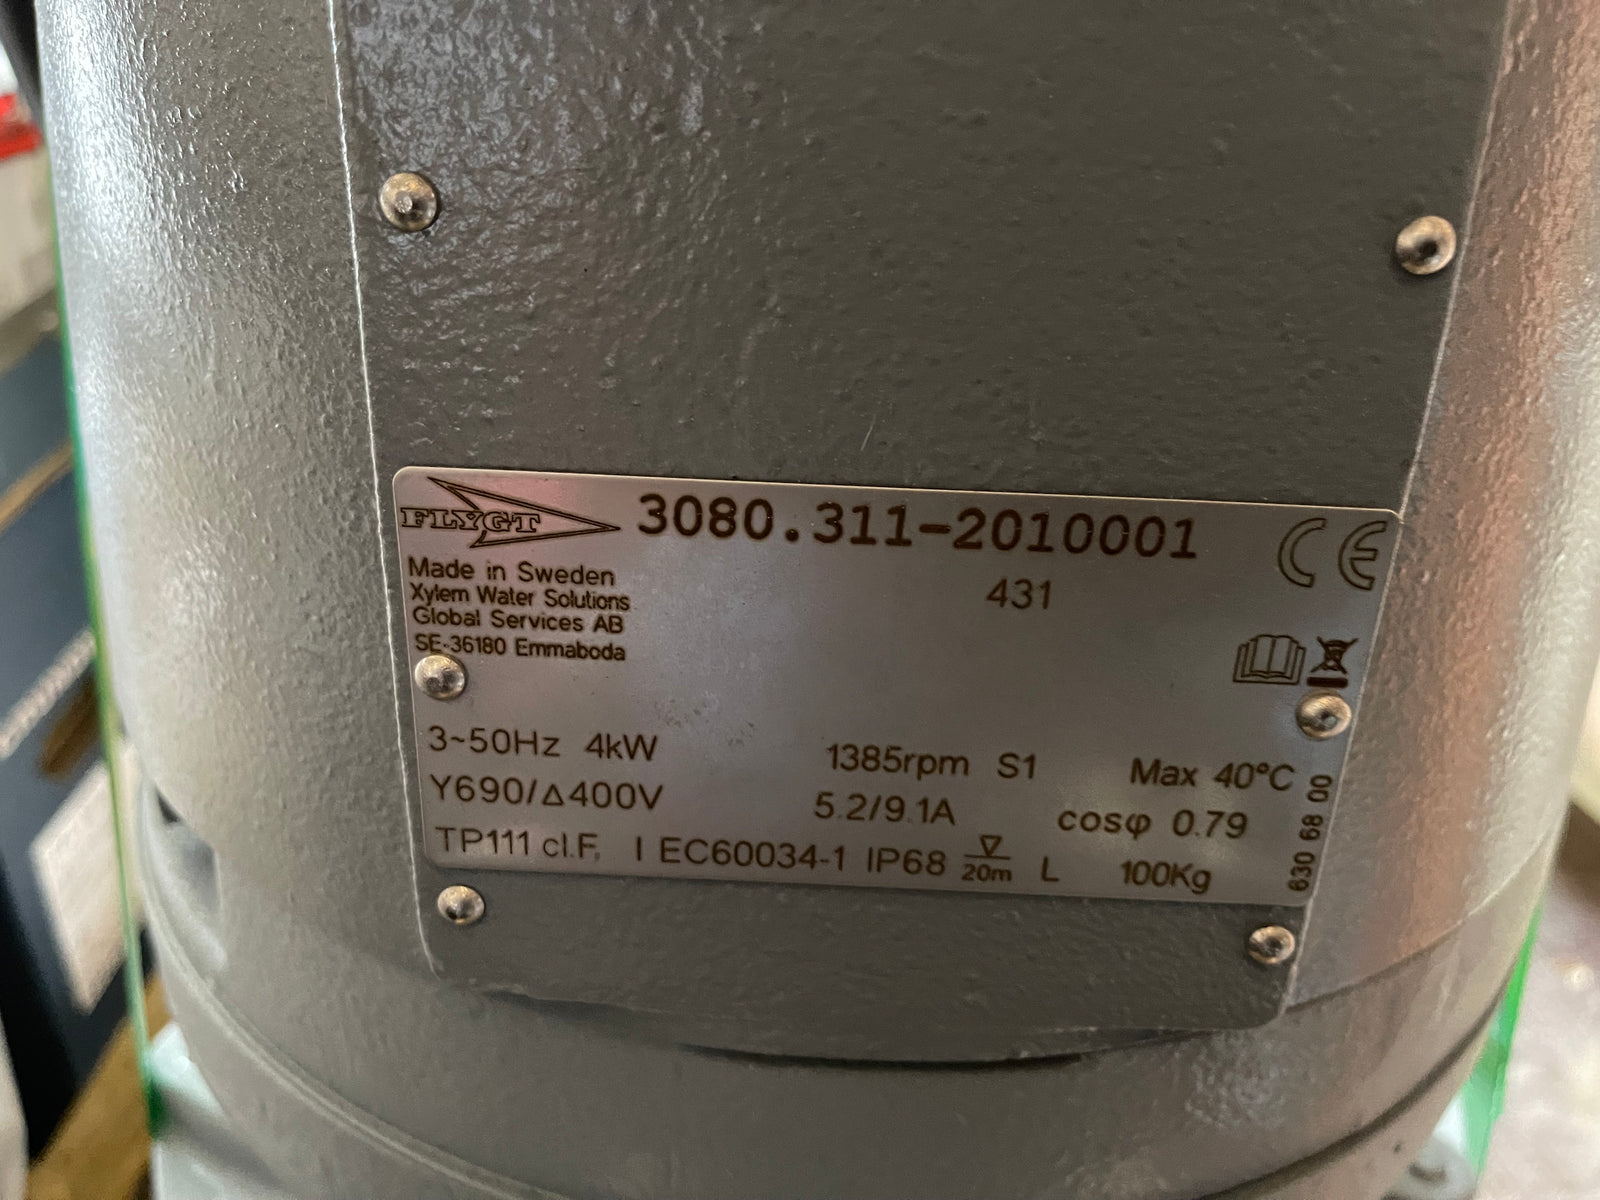 FLYGT 3080.311-2010001 CE
431
Made in Sweden
Xylem Water Solutions
Global Services AB
SE-36180 Emmaboda
3~50Hz 4kW 1385rpm S1 Max 40°C
Y690/Δ400V 5.2/9.1A cosφ 0.79
TP111 cl.F, IEC60034-1 IP68 ∇ 20m L 100Kg
630 68 00